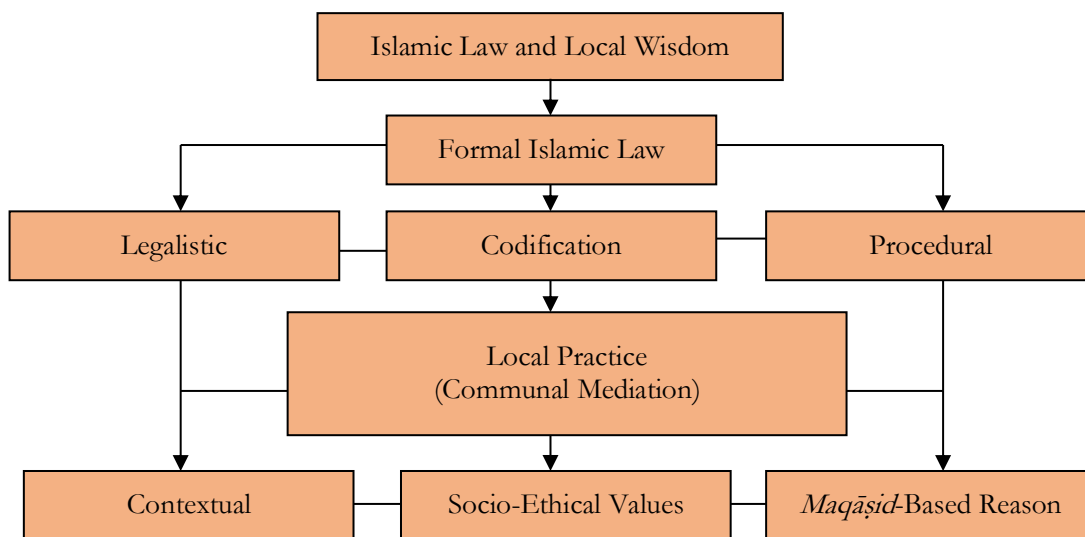 Islamic Law and Local Wisdom
Formal Islamic Law
Legalistic
Codification
Procedural
Local Practice
(Communal Mediation)
Contextual
Socio-Ethical Values
Maqāṣid-Based Reason